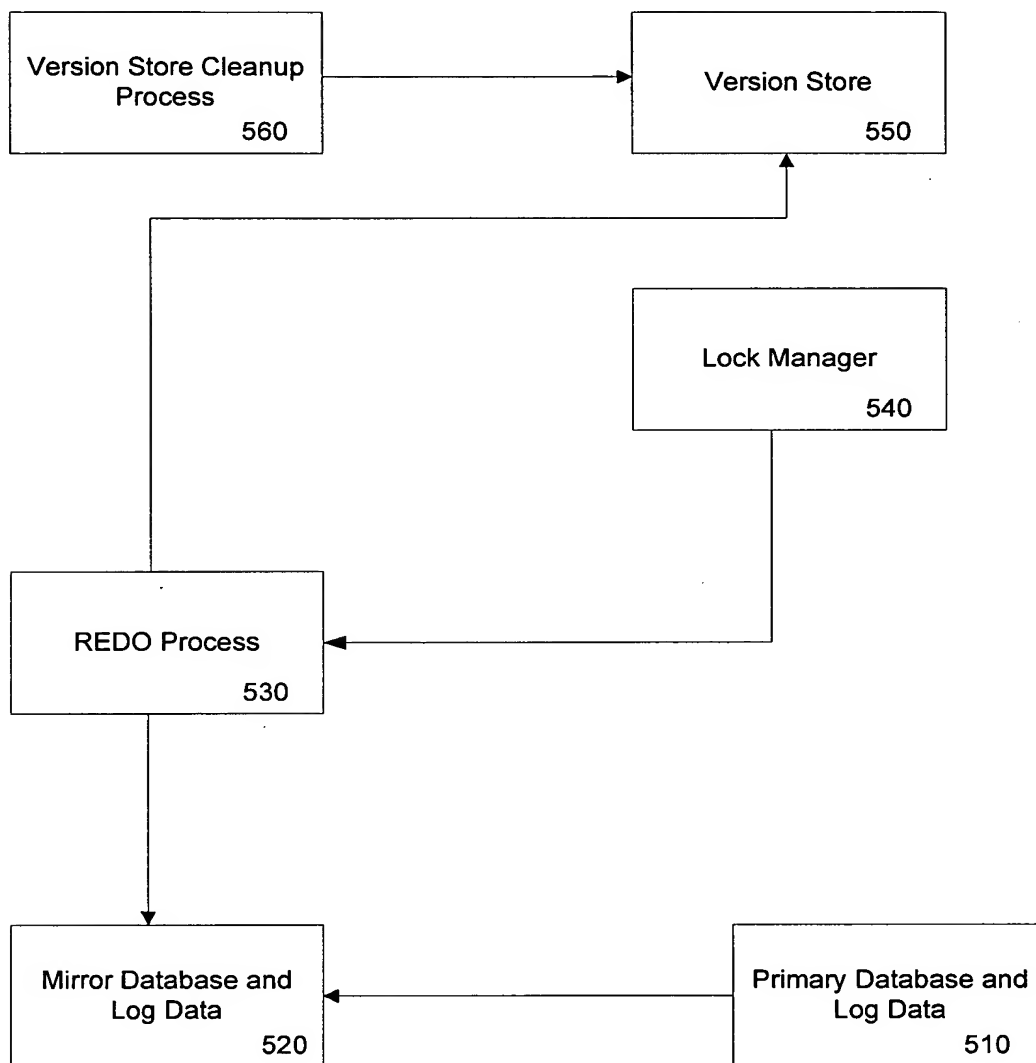 Version Store Cleanup
Process
560
Version Store
550
Lock Manager
540
REDO Process
530
Mirror Database and
Log Data
520
Primary Database and
Log Data
510